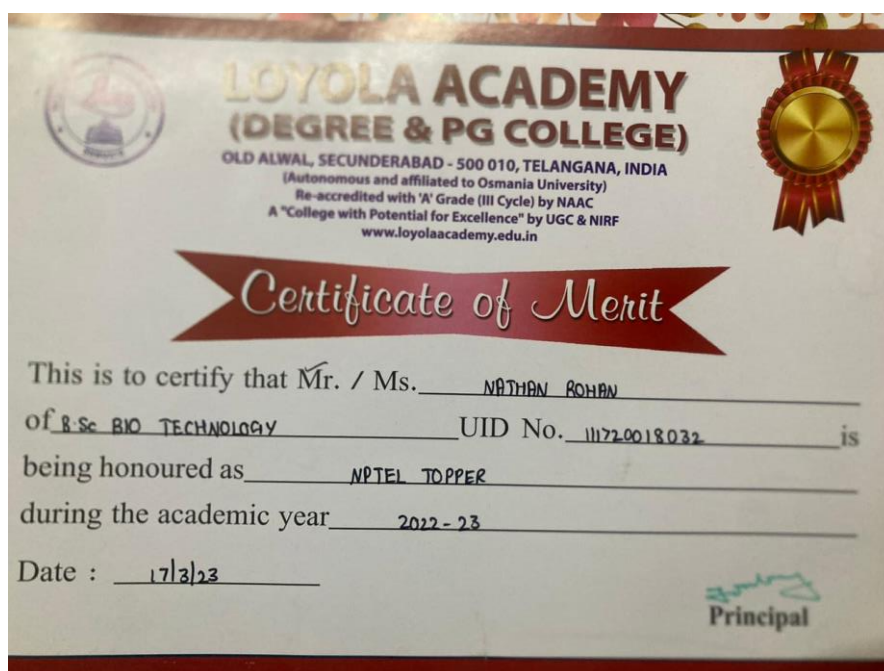 LOYOLA ACADEMY
(DEGREE & PG COLLEGE)
OLD ALWAL, SECUNDERABAD - 500 010, TELANGANA, INDIA
(Autonomous and affiliated to Osmania University)
Re-accredited with 'A' Grade (III Cycle) by NAAC
A "College with Potential for Excellence" by UGC & NIRF
www.loyolaacademy.edu.in
Certificate of Merit
This is to certify that Mr. / Ms. NATHAN ROHAN
of B.Sc BIO TECHNOLOGY UID No. 111720018032 is
being honoured as NPTEL TOPPER
during the academic year 2022-23
Date : 17/3/23
Principal